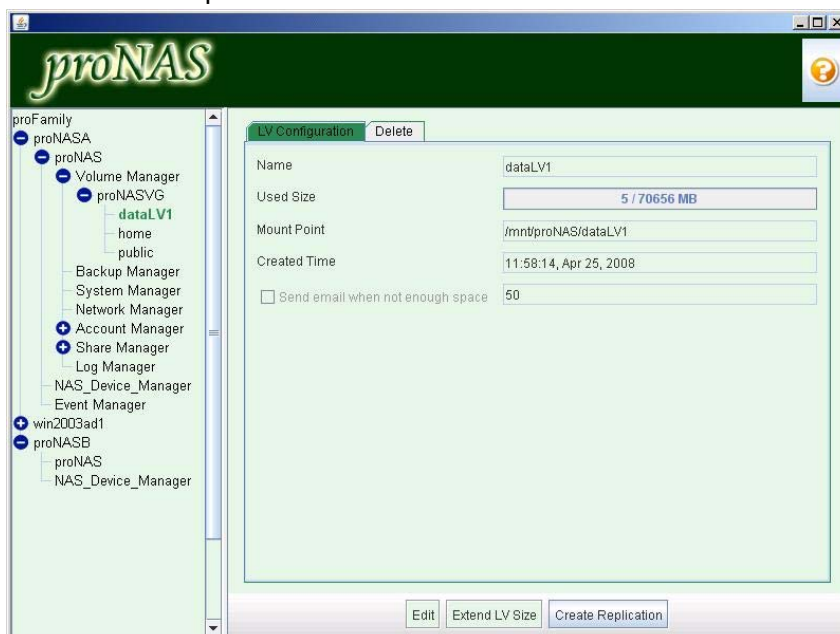 proNAS
proFamily
proNASA
proNAS
Volume Manager
proNASVG
dataLV1
home
public
Backup Manager
System Manager
Network Manager
Account Manager
Share Manager
Log Manager
NAS_Device_Manager
Event Manager
win2003ad1
proNASB
proNAS
NAS_Device_Manager
LV Configuration Delete
Name dataLV1
Used Size 5 / 70656 MB
Mount Point /mnt/proNAS/dataLV1
Created Time 11:58:14, Apr 25, 2008
Send email when not enough space 50
Edit Extend LV Size Create Replication